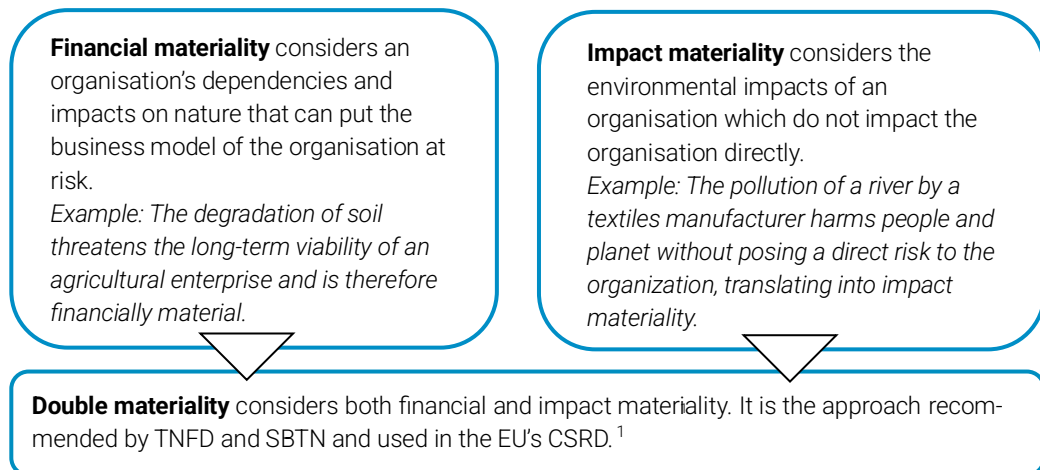 Financial materiality considers an
organisation’s dependencies and
impacts on nature that can put the
business model of the organisation at
risk.
Example: The degradation of soil
threatens the long-term viability of an
agricultural enterprise and is therefore
financially material.
Impact materiality considers the
environmental impacts of an
organisation which do not impact the
organisation directly.
Example: The pollution of a river by a
textiles manufacturer harms people and
planet without posing a direct risk to the
organization, translating into impact
materiality.
Double materiality considers both financial and impact materiality. It is the approach recom-
mended by TNFD and SBTN and used in the EU’s CSRD. 1